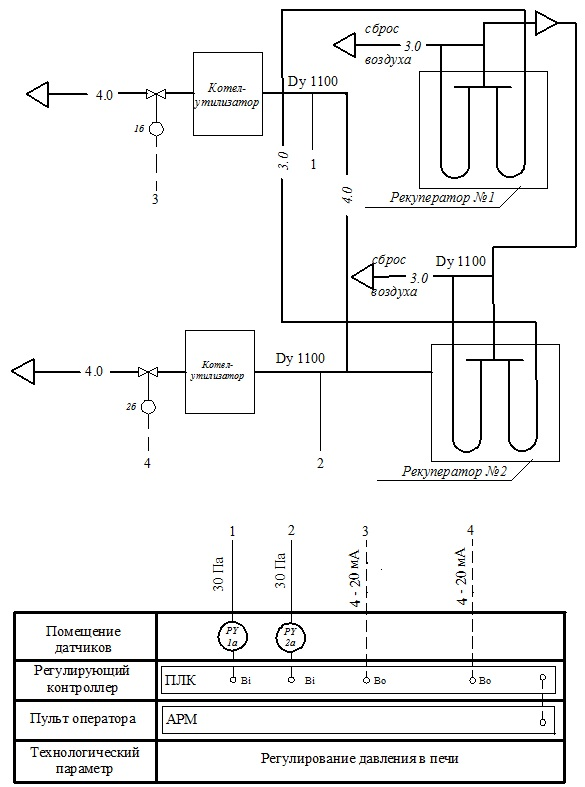 сброс
3.0
воздуха
Котел-
утилизатор
Dy 1100
4.0
1б
3
1
3.0
4.0
Рекуператор №1
сброс
3.0
воздуха
Dy 1100
Котел-
утилизатор
Dy 1100
4.0
2б
4
2
Рекуператор №2
1
2
3
4
30 Па
30 Па
4 - 20 мА
4 - 20 мА
Помещение
датчиков
PY
1а
PY
2а
Регулирующий
контроллер
ПЛК
Bi
Bi
Bo
Bo
Пульт оператора
АРМ
Технологический
параметр
Регулирование давления в печи